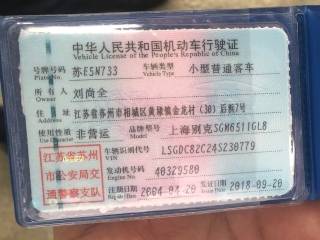 中华人民共和国机动车行驶证
Vehicle License of the People's Republic of China
号牌号码 苏E5N733 车辆类型 小型普通客车
Plate No. Vehicle Type
所有人 刘尚全
Owner
住址 江苏省苏州市相城区黄埭镇金龙村(30)后巷7号
Address
使用性质 非营运 品牌型号 上海别克SGM6511GL8
Use Character Model
江苏省苏州
市公安局交
通警察支队
车辆识别代号 LSGDC82C24S230779
VIN
发动机号码 40329580
Engine No.
注册日期 2004-04-20 发证日期 2018-09-20
Register Date Issue Date